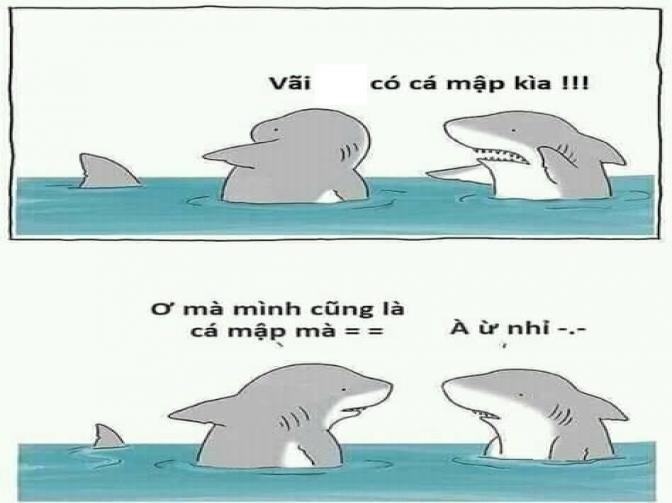 Vãi có cá mập kìa !!!
Ơ mà mình cũng là
cá mập mà = =
À ừ nhỉ -.-